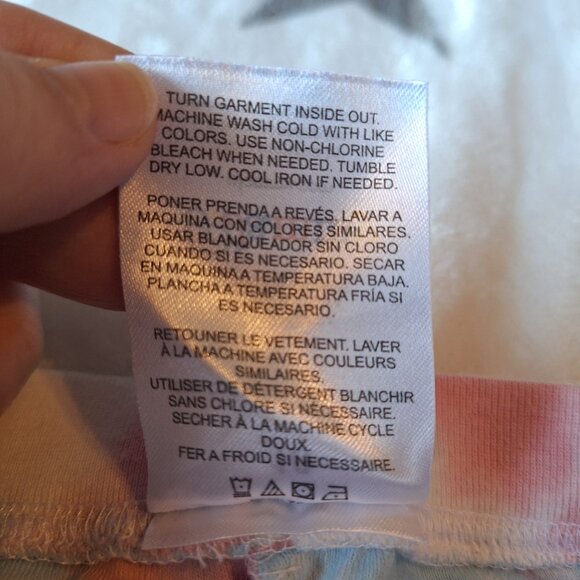 TURN GARMENT INSIDE OUT.
MACHINE WASH COLD WITH LIKE
COLORS. USE NON-CHLORINE
BLEACH WHEN NEEDED. TUMBLE
DRY LOW. COOL IRON IF NEEDED.
PONER PRENDA A REVÉS. LAVAR A
MAQUINA CON COLORES SIMILARES.
USAR BLANQUEADOR SIN CLORO
CUANDO SI ES NECESARIO. SECAR
EN MAQUINA A TEMPERATURA BAJA.
PLANCHA A TEMPERATURA FRÍA SI
ES NECESARIO.
RETOUNER LE VETEMENT. LAVER
À LA MACHINE AVEC COULEURS
SIMILAIRES.
UTILISER DE DÉTERGENT BLANCHIR
SANS CHLORE SI NÉCESSAIRE.
SECHER À LA MACHINE CYCLE
DOUX.
FER A FROID SI NECESSAIRE.